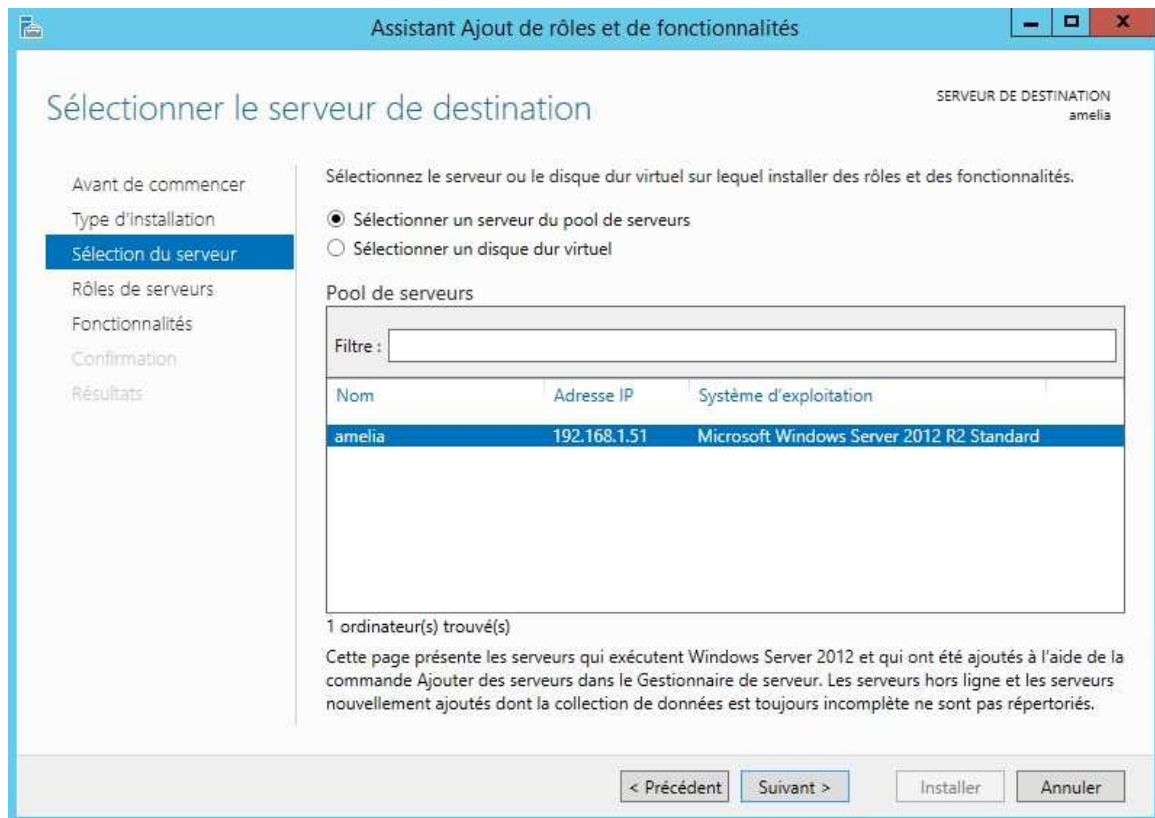 Assistant Ajout de rôles et de fonctionnalités
Sélectionner le serveur de destination
SERVEUR DE DESTINATION
amelia
Avant de commencer
Type d'installation
Sélection du serveur
Rôles de serveurs
Fonctionnalités
Confirmation
Résultats
Sélectionnez le serveur ou le disque dur virtuel sur lequel installer des rôles et des fonctionnalités.
Sélectionner un serveur du pool de serveurs
Sélectionner un disque dur virtuel
Pool de serveurs
Filtre :
Nom Adresse IP Système d'exploitation
amelia 192.168.1.51 Microsoft Windows Server 2012 R2 Standard
1 ordinateur(s) trouvé(s)
Cette page présente les serveurs qui exécutent Windows Server 2012 et qui ont été ajoutés à l'aide de la
commande Ajouter des serveurs dans le Gestionnaire de serveur. Les serveurs hors ligne et les serveurs
nouvellement ajoutés dont la collection de données est toujours incomplète ne sont pas répertoriés.
< Précédent Suivant > Installer Annuler